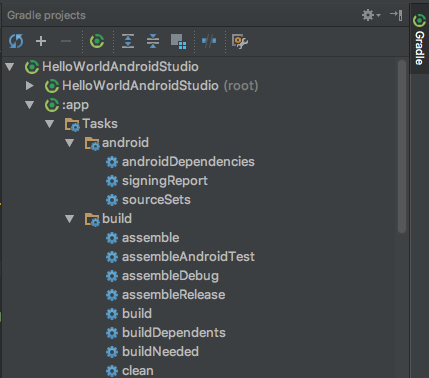 Gradle projects
Gradle
HelloWorldAndroidStudio
HelloWorldAndroidStudio (root)
:app
Tasks
android
androidDependencies
signingReport
sourceSets
build
assemble
assembleAndroidTest
assembleDebug
assembleRelease
build
buildDependents
buildNeeded
clean